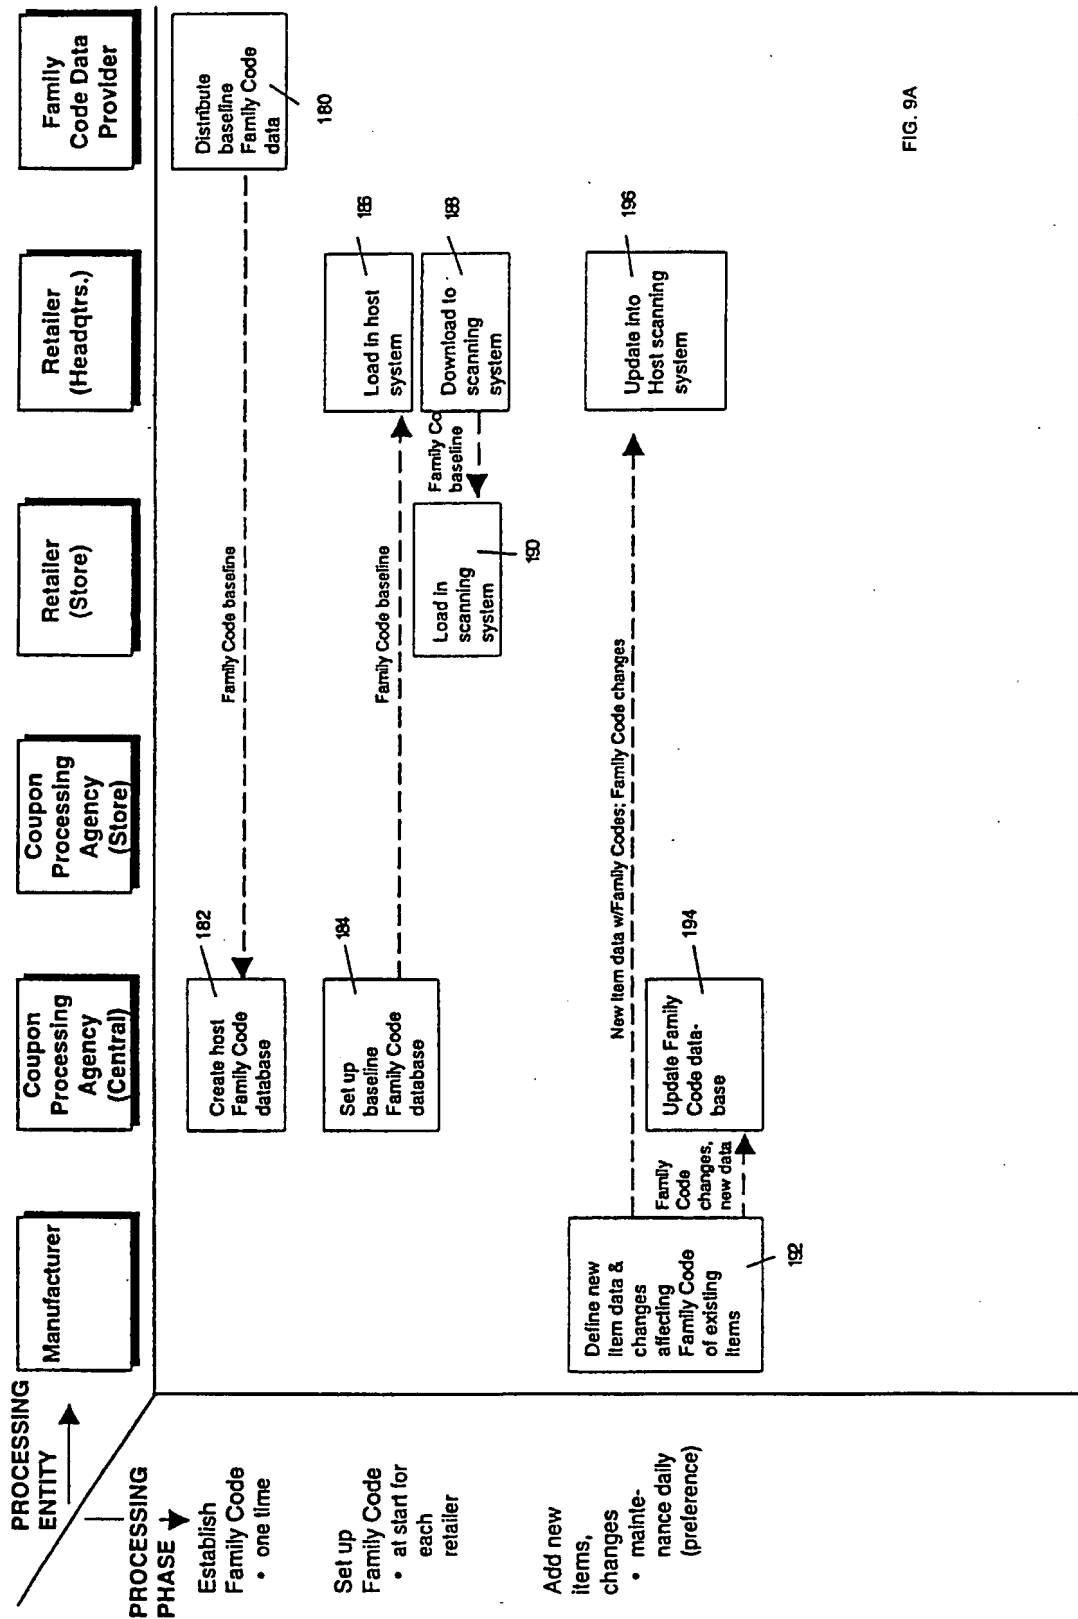 PROCESSING
ENTITY
PROCESSING
PHASE
Manufacturer
Coupon
Processing
Agency
(Central)
Coupon
Processing
Agency
(Store)
Retailer
(Store)
Retailer
(Headqtrs.)
Family
Code Data
Provider
Establish
Family Code
• one time
Create host
Family Code
database
182
Family Code baseline
Distribute
baseline
Family Code
data
180
Set up
Family Code
• at start for
each
retailer
Set up
baseline
Family Code
database
184
Family Code baseline
Load in host
system
186
Load in
scanning
system
190
Family Co
baseline
Download to
scanning
system
188
Add new
items,
changes
• mainte-
nance daily
(preference)
Define new
item data &
changes
affecting
Family Code
of existing
items
192
Family
Code
changes,
new data
Update Family
Code data-
base
194
New item data w/Family Codes; Family Code changes
Update into
Host scanning
system
196
FIG. 9A